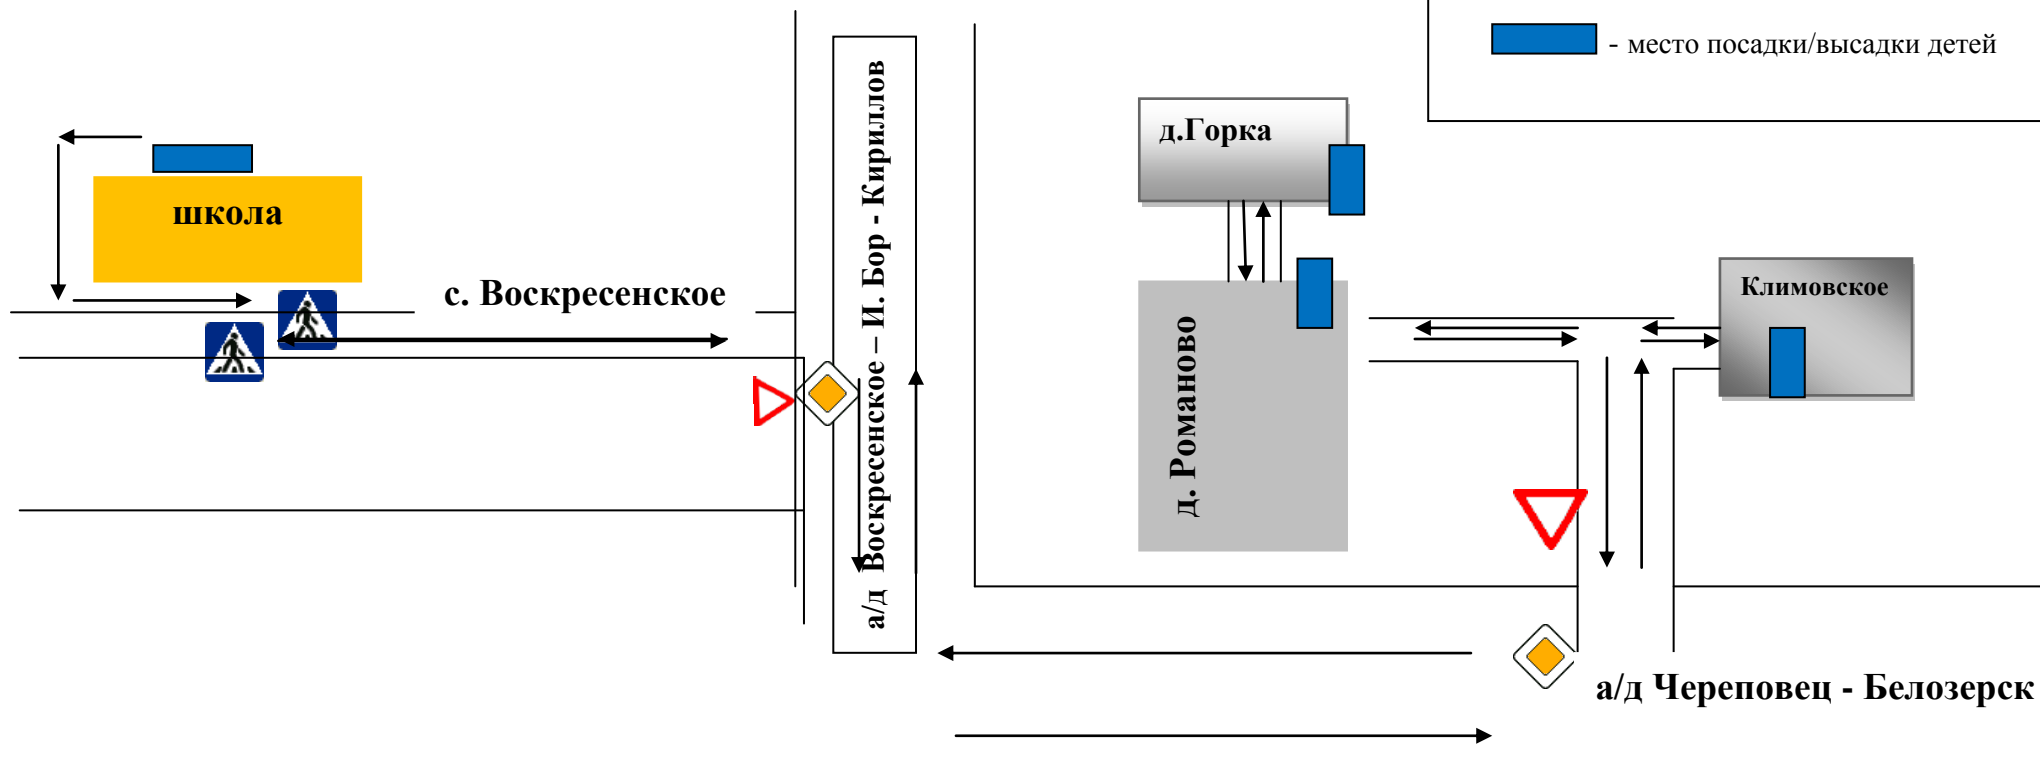 - место посадки/высадки детей
д.Горка
школа
с. Воскресенское
а/д Воскресенское – И. Бор - Кириллов
д. Романово
Климовское
а/д Череповец - Белозерск